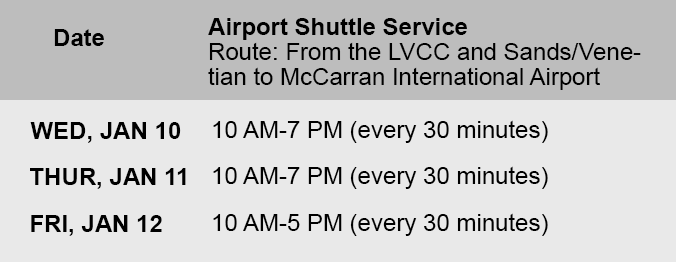 Date
Airport Shuttle Service
Route: From the LVCC and Sands/Vene-
tian to McCarran International Airport
WED, JAN 10 10 AM-7 PM (every 30 minutes)
THUR, JAN 11 10 AM-7 PM (every 30 minutes)
FRI, JAN 12 10 AM-5 PM (every 30 minutes)